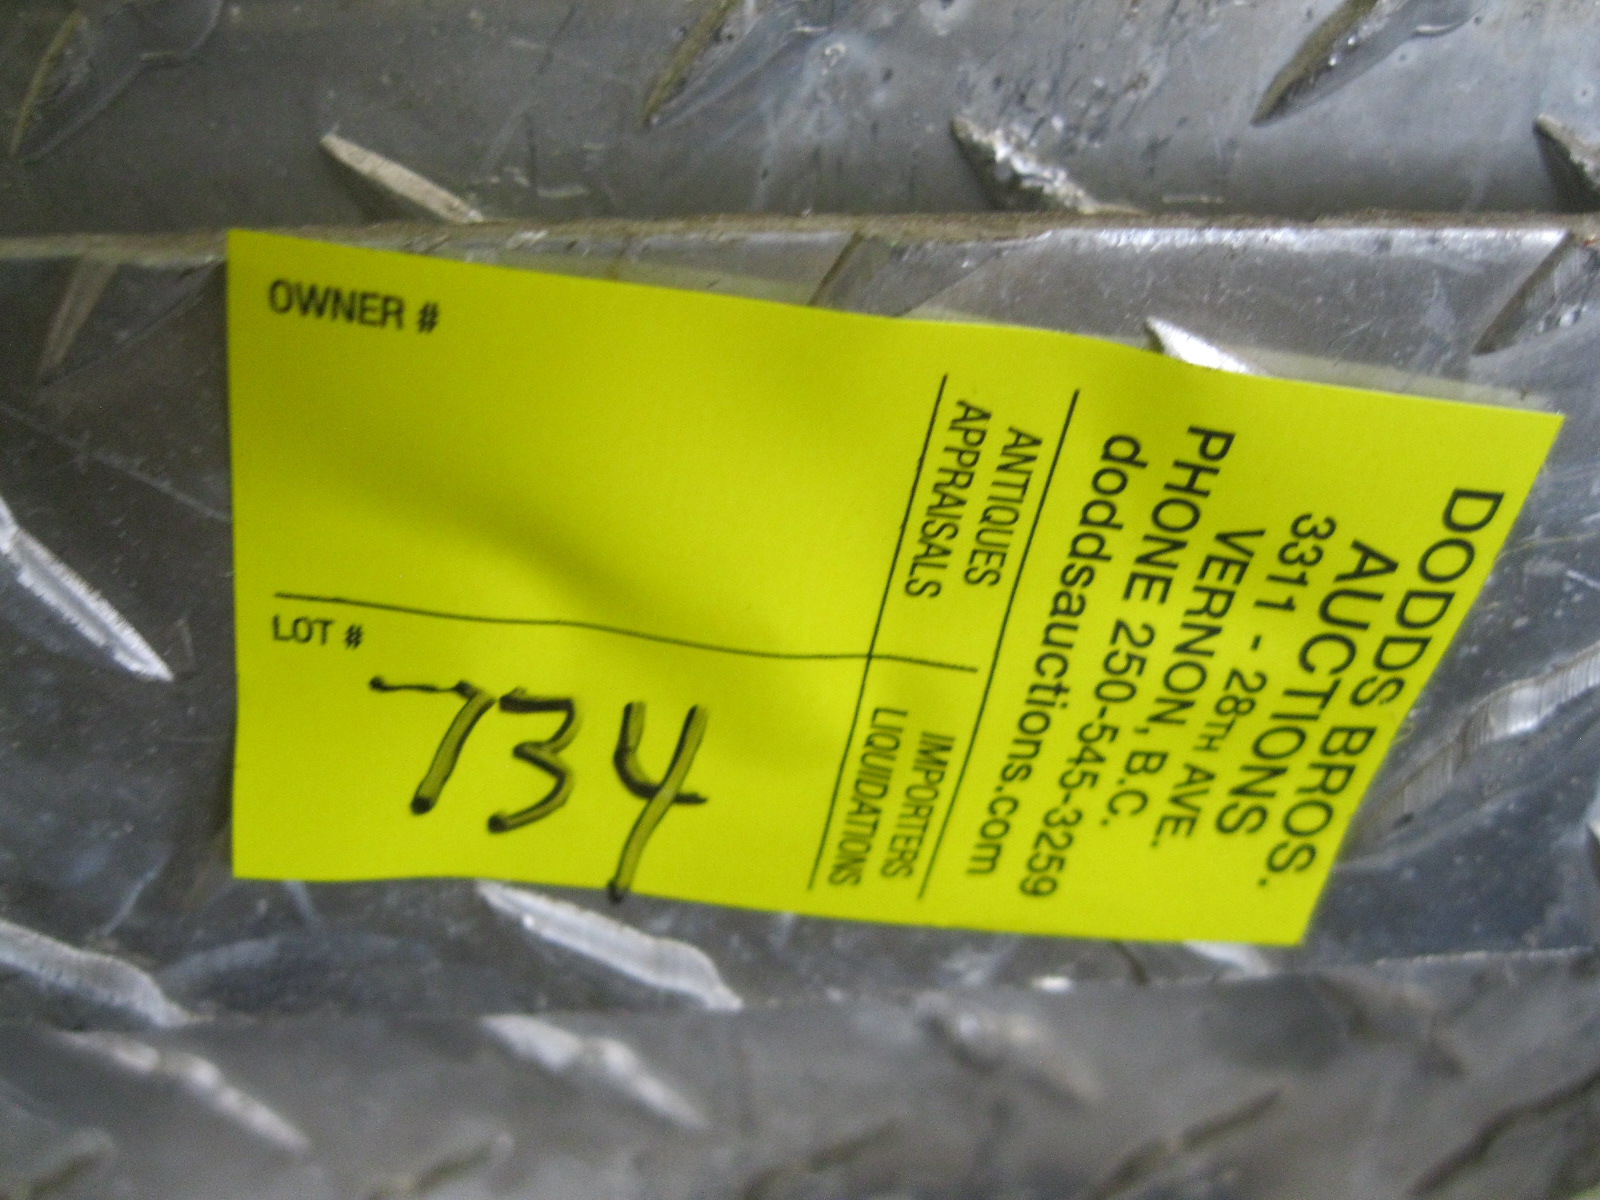 DODDS BROS.
AUCTIONS
3311 - 28TH AVE.
VERNON, B.C.
PHONE 250-545-3259
doddsauctions.com
ANTIQUES
APPRAISALS
IMPORTERS
LIQUIDATIONS
OWNER #
LOT #
734